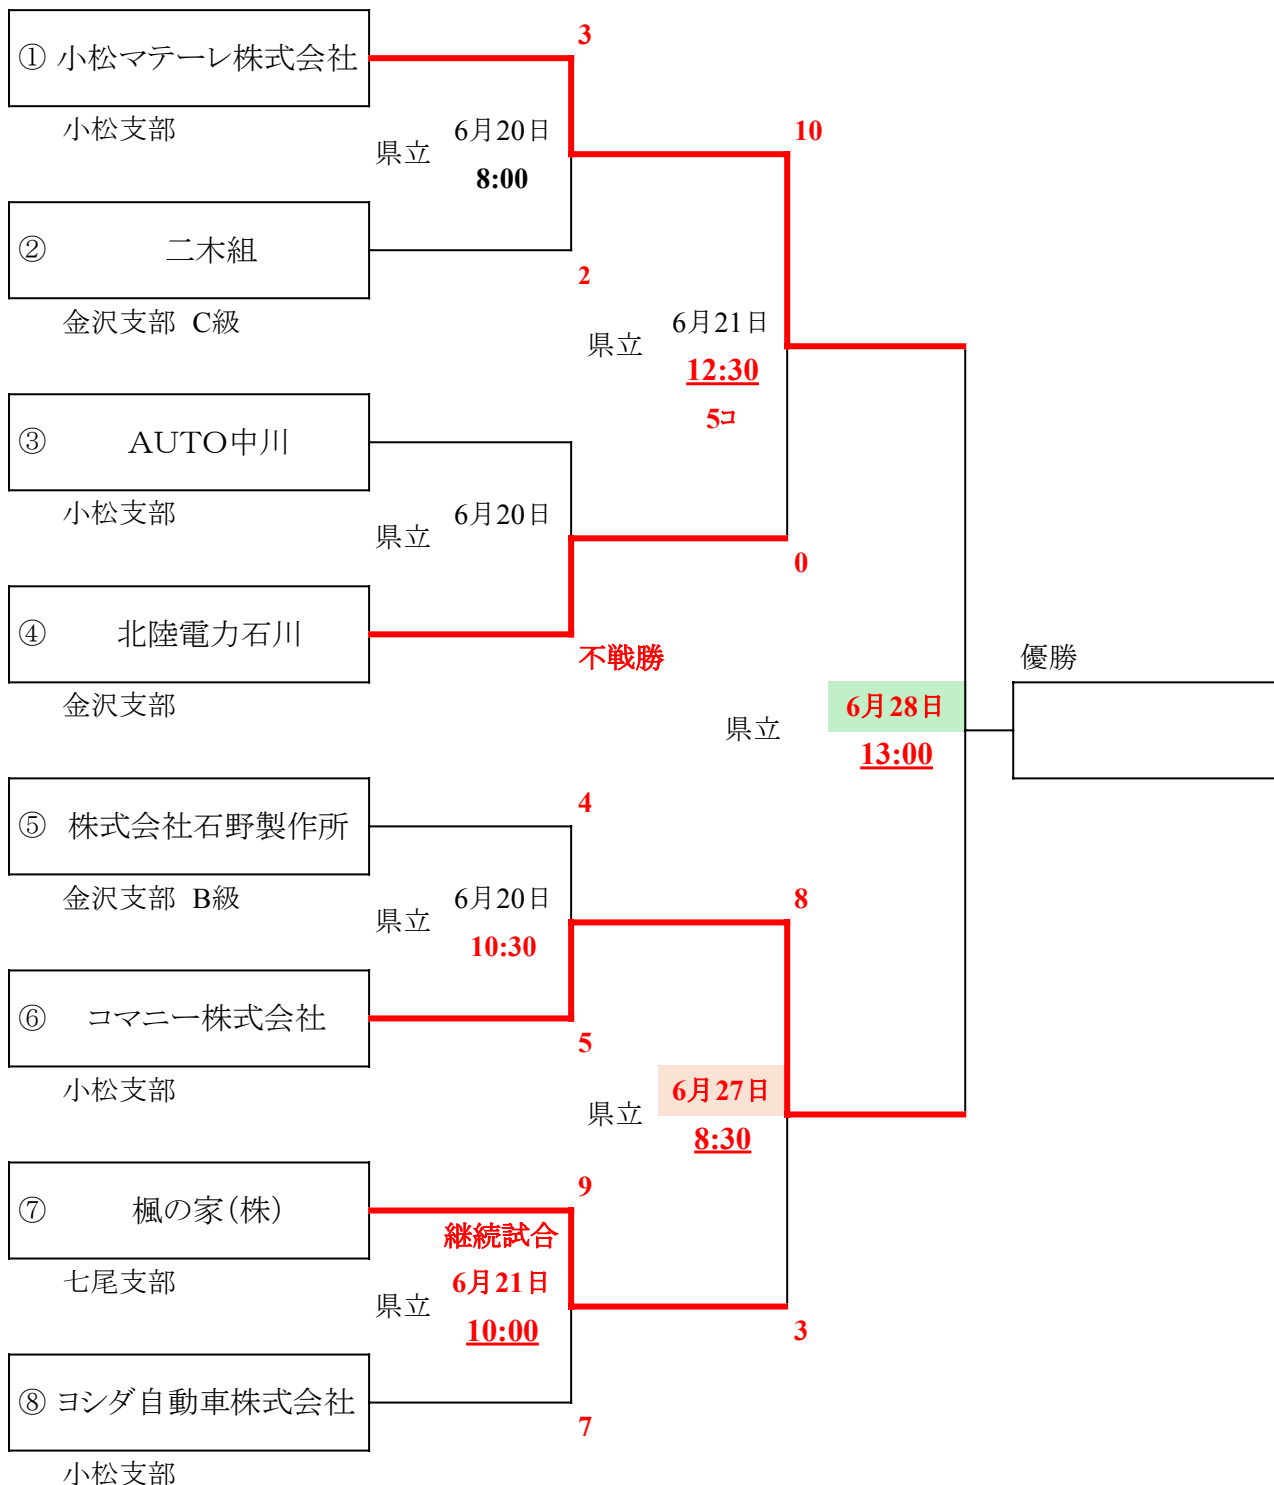 3
① 小松マテーレ株式会社
小松支部
10
県立 6月20日
8:00
② 二木組
2
金沢支部 C級
県立 6月21日
12:30
5コ
③ AUTO中川
小松支部
県立 6月20日
0
④ 北陸電力石川
不戦勝
金沢支部
優勝
県立 6月28日
13:00
4
⑤ 株式会社石野製作所
金沢支部 B級
8
県立 6月20日
10:30
⑥ コマニー株式会社
5
小松支部
県立 6月27日
8:30
9
⑦ 楓の家(株)
継続試合
七尾支部
県立 6月21日
10:00
3
⑧ ヨシダ自動車株式会社
7
小松支部